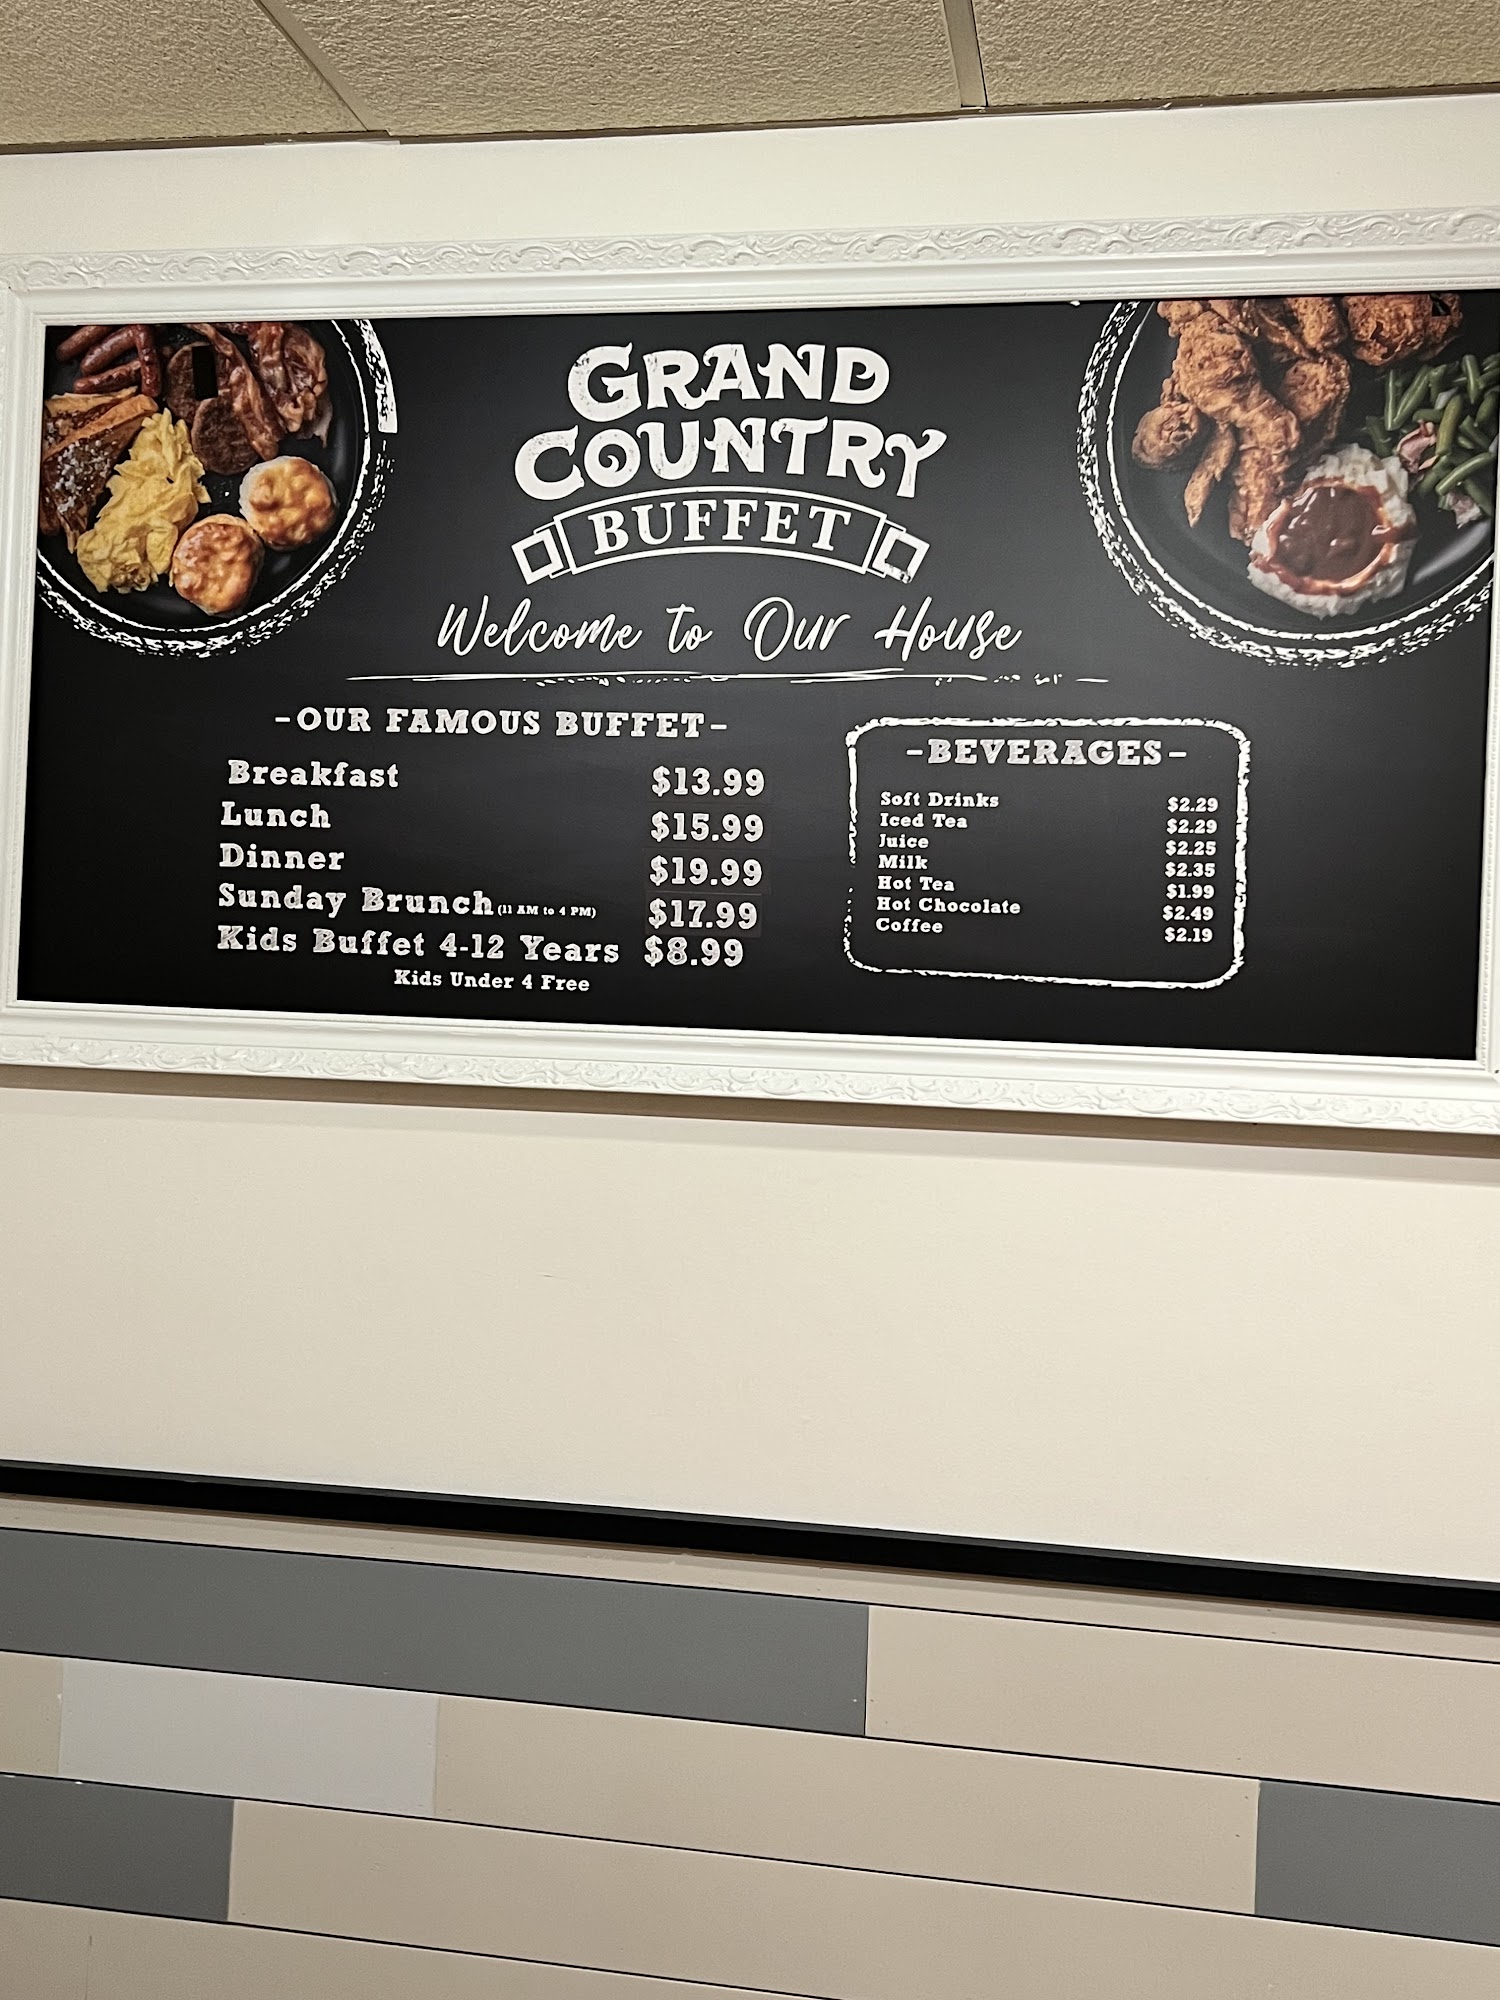 GRAND
COUNTRY
BUFFET
Welcome to Our House
-OUR FAMOUS BUFFET-
Breakfast $13.99
Lunch $15.99
Dinner $19.99
Sunday Brunch (11 AM to 4 PM) $17.99
Kids Buffet 4-12 Years $8.99
Kids Under 4 Free
-BEVERAGES-
Soft Drinks $2.29
Iced Tea $2.29
Juice $2.25
Milk $2.35
Hot Tea $1.99
Hot Chocolate $2.49
Coffee $2.19